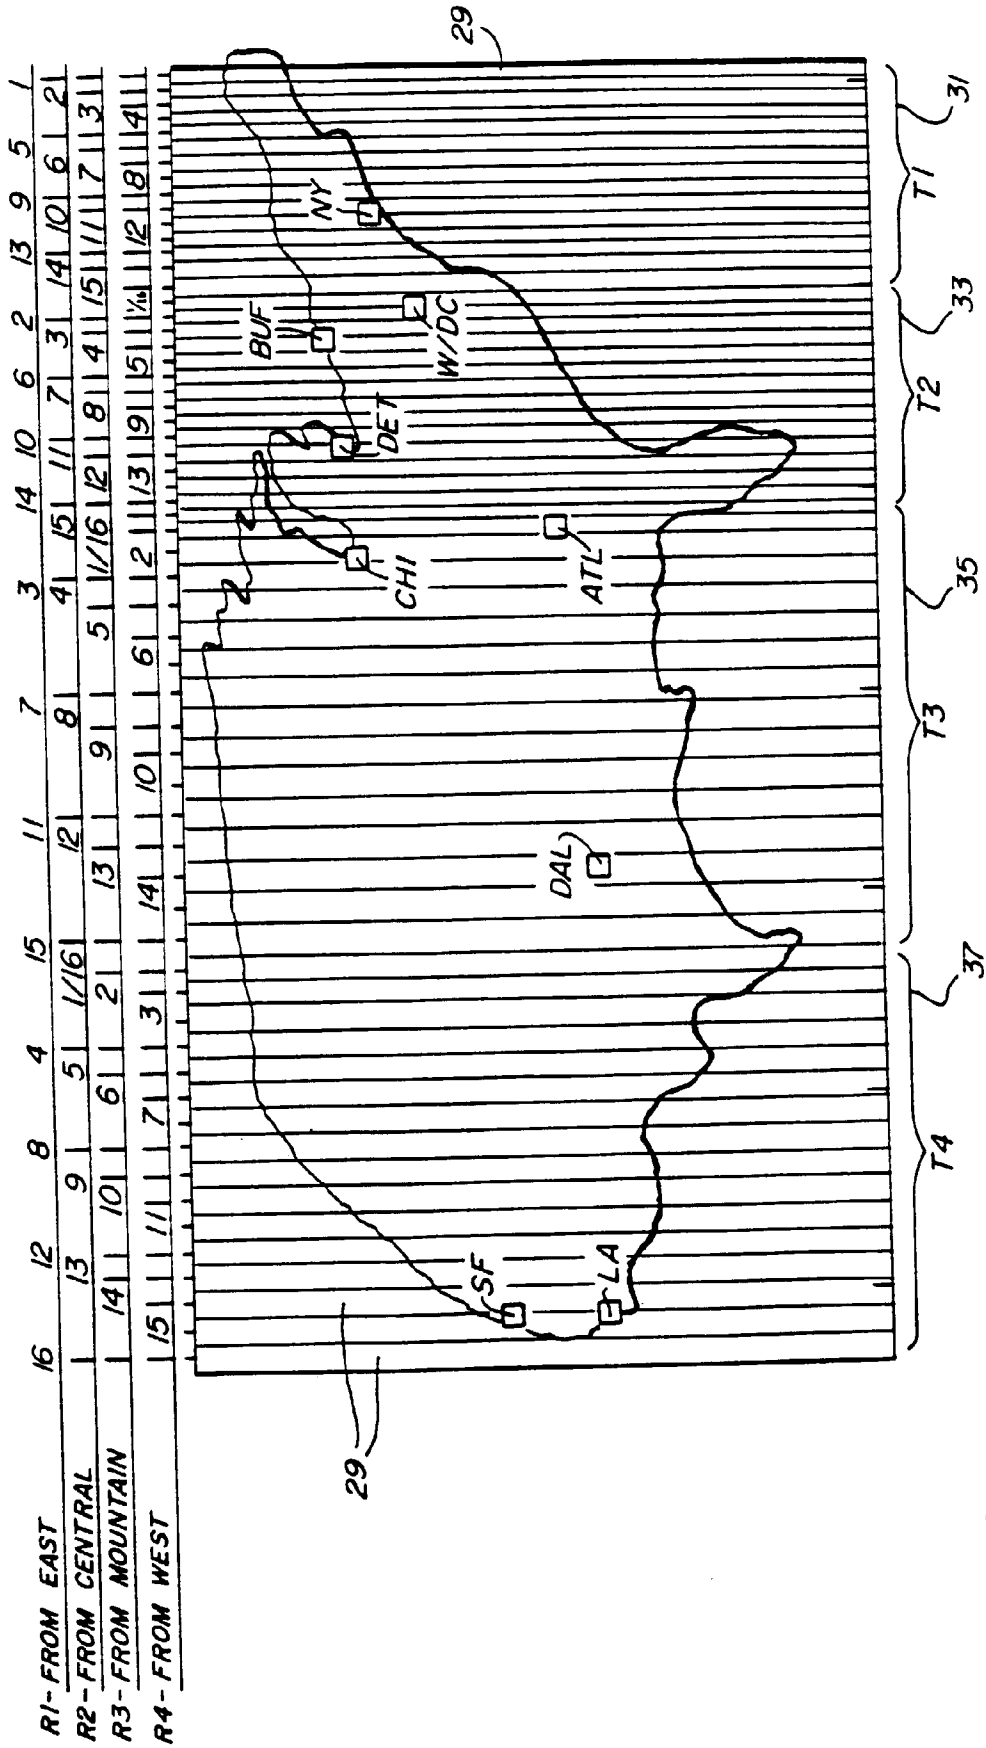 R1-FROM EAST 16 12 8 4 15 11 7 3 14 10 6 2 13 9 5 1
R2-FROM CENTRAL 13 9 5 1/16 12 8 4 15 11 7 3 14 10 6 2
R3-FROM MOUNTAIN 14 10 6 2 13 9 5 1/16 12 8 4 15 11 7 3
R4-FROM WEST 15 11 7 3 14 10 6 2 13 9 5 1/16 12 8 4
BUF
NY
29
DET
CHI
W/DC
29
SF
DAL
ATL
LA
T4 T3 T2 T1
37 35 33 31